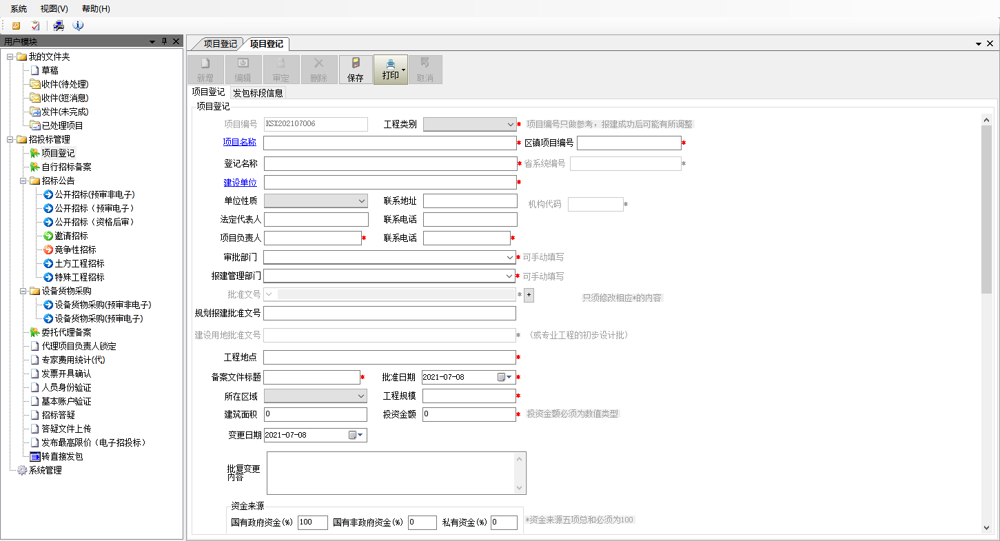 系统 视图(V) 帮助(H)
用户模块
我的文件夹
草稿
收件(待处理)
收件(短消息)
发件(未完成)
已处理项目
招投标管理
项目登记
自行招标备案
招标公告
公开招标(预审非电子)
公开招标（预审电子）
公开招标（资格后审）
邀请招标
竞争性招标
土方工程招标
特殊工程招标
设备货物采购
设备货物采购(预审非电子)
设备货物采购(预审电子)
委托代理备案
代理项目负责人锁定
专家费用统计(代)
发票开具确认
人员身份验证
基本账户验证
招标答疑
答疑文件上传
发布最高限价（电子招投标）
转直接发包
系统管理
项目登记 项目登记
新增 编辑 审定 删除 保存 打印 取消
项目登记 发包标段信息
项目登记
项目编号 KSX202107006 工程类别 * 项目编号只做参考，报建成功后可能有所调整
项目名称 * 区镇项目编号 *
登记名称 * 省系统编号 *
建设单位 *
单位性质 联系地址 机构代码 *
法定代表人 联系电话
项目负责人 * 联系电话 *
审批部门 * 可手动填写
报建管理部门 * 可手动填写
批准文号 * + 只须修改相应*的内容
规划报建批准文号
建设用地批准文号 * （或专业工程的初步设计批）
工程地点 *
备案文件标题 * 批准日期 2021-07-08 *
所在区域 工程规模 *
建筑面积 0 投资金额 0 * 投资金额必须为数值类型
变更日期 2021-07-08
批复变更
内容
资金来源
国有政府资金(%) 100 国有非政府资金(%) 0 私有资金(%) 0 *资金来源五项总和必须为100